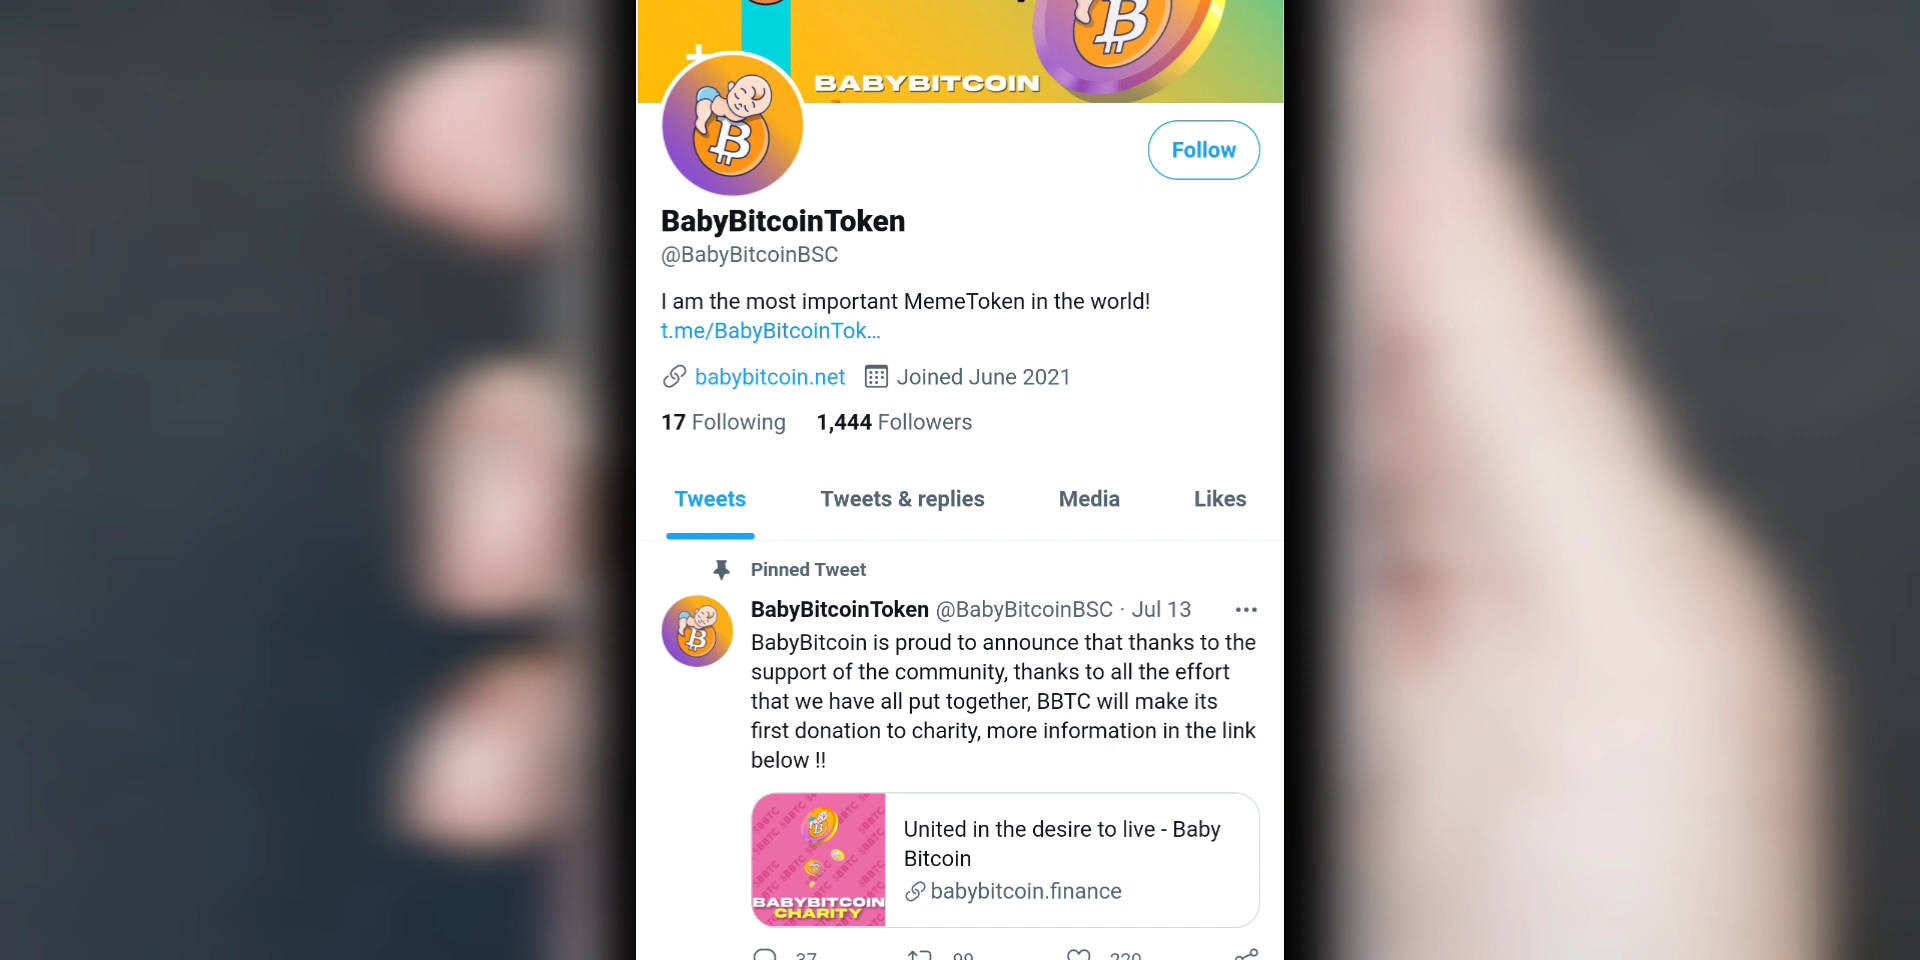 BABYBITCOIN
Follow
BabyBitcoinToken
@BabyBitcoinBSC
I am the most important MemeToken in the world!
t.me/BabyBitcoinTok...
babybitcoin.net Joined June 2021
17 Following 1,444 Followers
Tweets Tweets & replies Media Likes
Pinned Tweet
BabyBitcoinToken @BabyBitcoinBSC · Jul 13
BabyBitcoin is proud to announce that thanks to the
support of the community, thanks to all the effort
that we have all put together, BBTC will make its
first donation to charity, more information in the link
below !!
United in the desire to live - Baby
Bitcoin
babybitcoin.finance
BABYBITCOIN
CHARITY
37 99 220